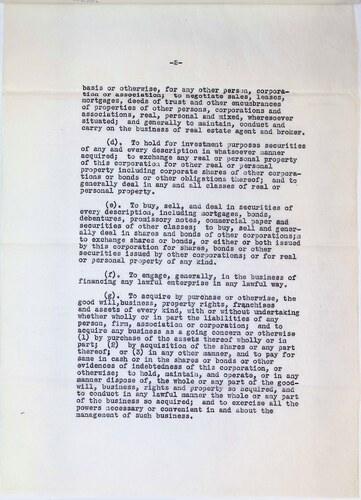 -2-
basis or otherwise, for any other person, corpora-
tion or association; to negotiate sales, leases,
mortgages, deeds of trust and other encumbrances
of properties of other persons, corporations and
associations, real, personal and mixed, wheresoever
situated; and generally to maintain, conduct and
carry on the business of real estate agent and broker.
(d). To hold for investment purposes securities
of any and every description in whatsoever manner
acquired; to exchange any real or personal property
of this corporation for other real or personal
property including corporate shares of other corpora-
tions or bonds or other obligations thereof; and to
generally deal in any and all classes of real or
personal property.
(e). To buy, sell, and deal in securities of
every description, including mortgages, bonds,
debentures, promissory notes, commercial paper and
securities of other classes; to buy, sell and gener-
ally deal in shares and bonds of other corporations;
to exchange shares or bonds, or either or both issued
by this corporation for shares, bonds or other
securities issued by other corporations; or for real
or personal property of any kind.
(f). To engage, generally, in the business of
financing any lawful enterprise in any lawful way.
(g). To acquire by purchase or otherwise, the
good will, business, property rights, franchises
and assets of every kind, with or without undertaking
whether wholly or in part the liabilities of any
person, firm, association or corporation; and to
acquire any business as a going concern or otherwise
(1) by purchase of the assets thereof wholly or in
part; (2) by acquisition of the shares or any part
thereof; or (3) in any other manner, and to pay for
same in cash or in the shares or bonds or other
evidences of indebtedness of this corporation, or
otherwise; to hold, maintain, and operate, or in any
manner dispose of, the whole or any part of the good-
will, business, rights and property so acquired, and
to conduct in any lawful manner the whole or any part
of the business so acquired; and to exercise all the
powers necessary or convenient in and about the
management of such business.